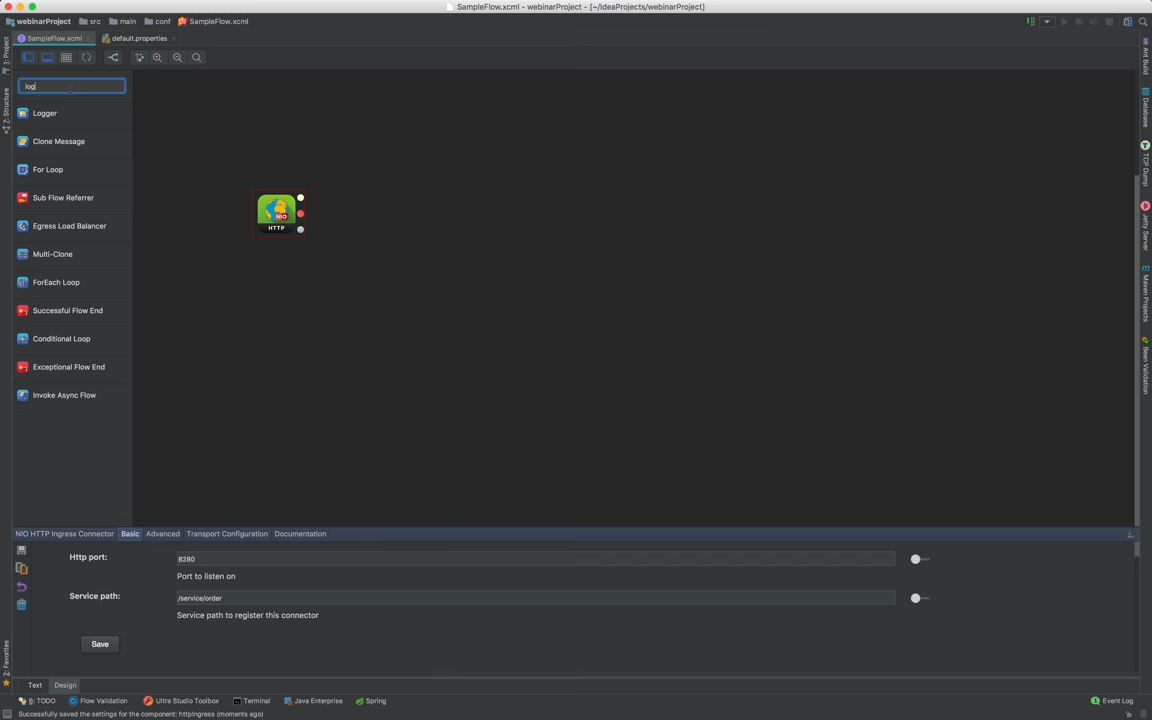 SampleFlow.xcml - webinarProject - [~/IdeaProjects/webinarProject]
webinarProject src main conf SampleFlow.xcml
SampleFlow.xcml default.properties
1: Project
7: Structure
2: Favorites
log
Logger
Clone Message
For Loop
Sub Flow Referrer
Egress Load Balancer
Multi-Clone
ForEach Loop
Successful Flow End
Conditional Loop
Exceptional Flow End
Invoke Async Flow
NIO
HTTP
Ant Build
Database
TCP Dump
Jetty Server
Maven Projects
Bean Validation
NIO HTTP Ingress Connector Basic Advanced Transport Configuration Documentation
Http port: 8280
Port to listen on
Service path: /service/order
Service path to register this connector
Save
Text Design
6: TODO Flow Validation Ultra Studio Toolbox Terminal Java Enterprise Spring Event Log
Successfully saved the settings for the component: httpIngress (moments ago)